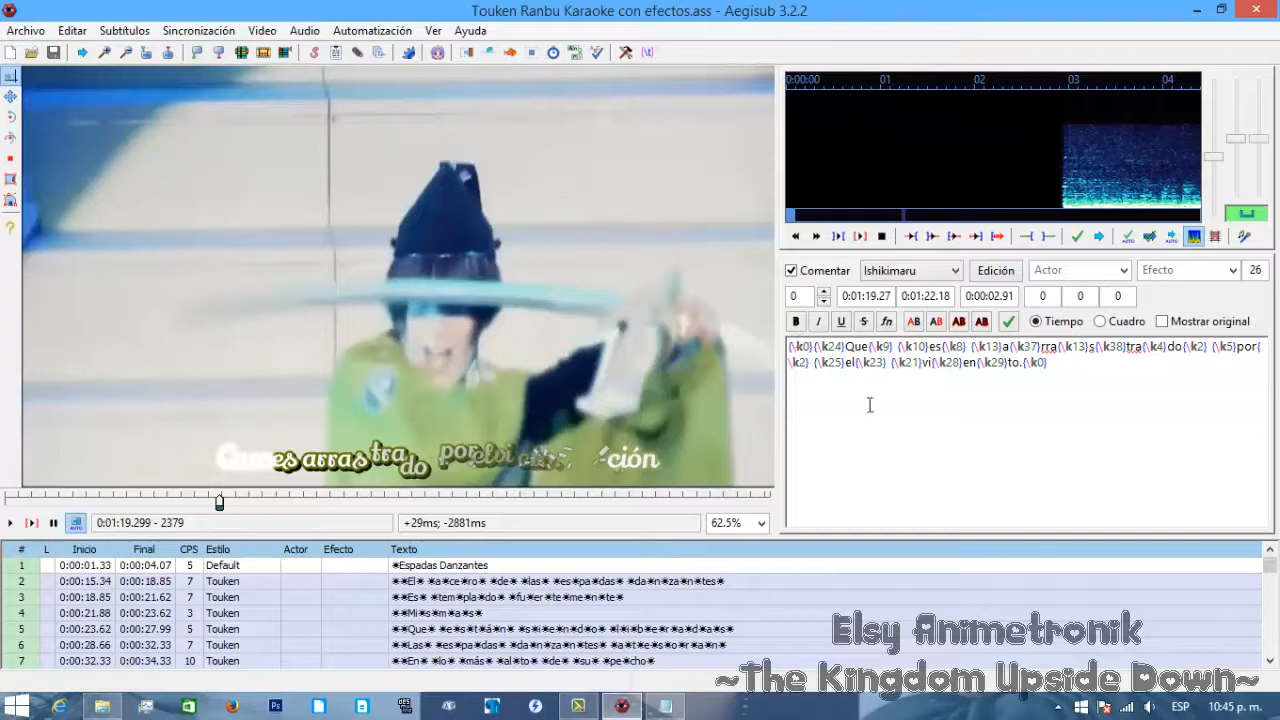 Touken Ranbu Karaoke con efectos.ass - Aegisub 3.2.2
Archivo Editar Subtítulos Sincronización Video Audio Automatización Ver Ayuda
0:00:00 01 02 03 04
Comentar Ishikimaru Edición Actor Efecto 26
0 0:01:19.27 0:01:22.18 0:00:02.91 0 0 0
B I U S fn AB AB AB AB Tiempo Cuadro Mostrar original
{\k0}{\k24}Que{\k9} {\k10}es{\k8} {\k13}a{\k37}rra{\k13}s{\k38}tra{\k4}do{\k2} {\k5}por{
\k2} {\k25}el{\k23} {\k21}vi{\k28}en{\k29}to.{\k0}
es arras tra do por ción
0:01:19.299 - 2379 +29ms; -2881ms 62.5%
# L Inicio Final CPS Estilo Actor Efecto Texto
1 0:00:01.33 0:00:04.07 5 Default ✶Espadas Danzantes
2 0:00:15.34 0:00:18.85 7 Touken ✶✶El✶ ✶a✶ce✶ro✶ ✶de✶ ✶las✶ ✶es✶pa✶das✶ ✶da✶n✶za✶n✶tes✶
3 0:00:18.85 0:00:21.62 7 Touken ✶✶Es✶ ✶tem✶pla✶do✶ ✶fu✶er✶te✶me✶n✶te✶
4 0:00:21.88 0:00:23.62 3 Touken ✶✶Mi✶s✶m✶a✶s✶
5 0:00:23.62 0:00:27.99 5 Touken ✶✶Que✶ ✶e✶s✶t✶á✶n✶ ✶s✶i✶e✶n✶d✶o✶ ✶l✶i✶b✶e✶r✶a✶d✶a✶s✶
6 0:00:28.66 0:00:32.33 7 Touken ✶✶Las✶ ✶es✶pa✶das✶ ✶da✶n✶za✶n✶tes✶ ✶a✶t✶e✶s✶o✶r✶a✶n✶
7 0:00:32.33 0:00:34.33 10 Touken ✶✶En✶ ✶lo✶ ✶más✶ ✶al✶to✶ ✶de✶ ✶su✶ ✶pe✶cho✶
Elsy Animetronik
~The Kingdom Upside Down~
ESP 10:45 p. m.